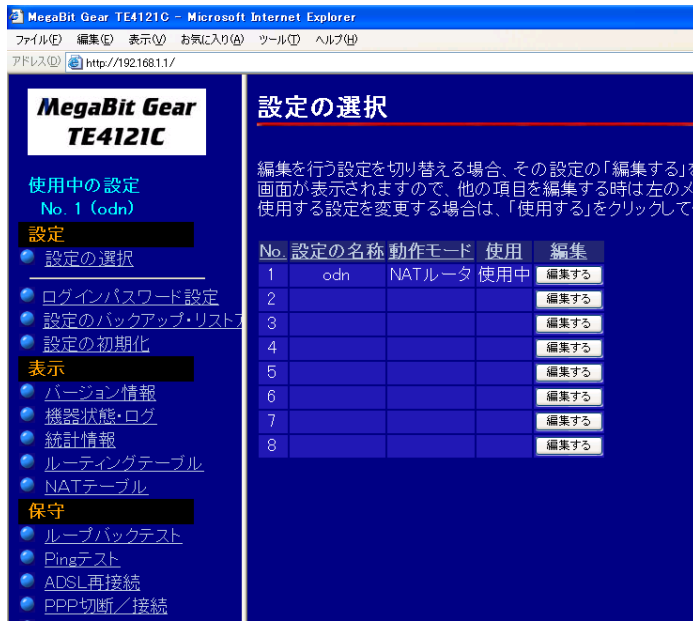 MegaBit Gear TE4121C - Microsoft Internet Explorer
ファイル(F) 編集(E) 表示(V) お気に入り(A) ツール(T) ヘルプ(H)
アドレス(D) http://192.168.1.1/
MegaBit Gear
TE4121C
使用中の設定
No. 1 (odn)
設定
設定の選択
ログインパスワード設定
設定のバックアップ・リストア
設定の初期化
表示
バージョン情報
機器状態・ログ
統計情報
ルーティングテーブル
NATテーブル
保守
ループバックテスト
Pingテスト
ADSL再接続
PPP切断／接続
設定の選択
編集を行う設定を切り替える場合、その設定の「編集する」を
画面が表示されますので、他の項目を編集する時は左のメ
使用する設定を変更する場合は、「使用する」をクリックして
No. 設定の名称 動作モード 使用 編集
1 odn NATルータ 使用中 編集する
2 編集する
3 編集する
4 編集する
5 編集する
6 編集する
7 編集する
8 編集する